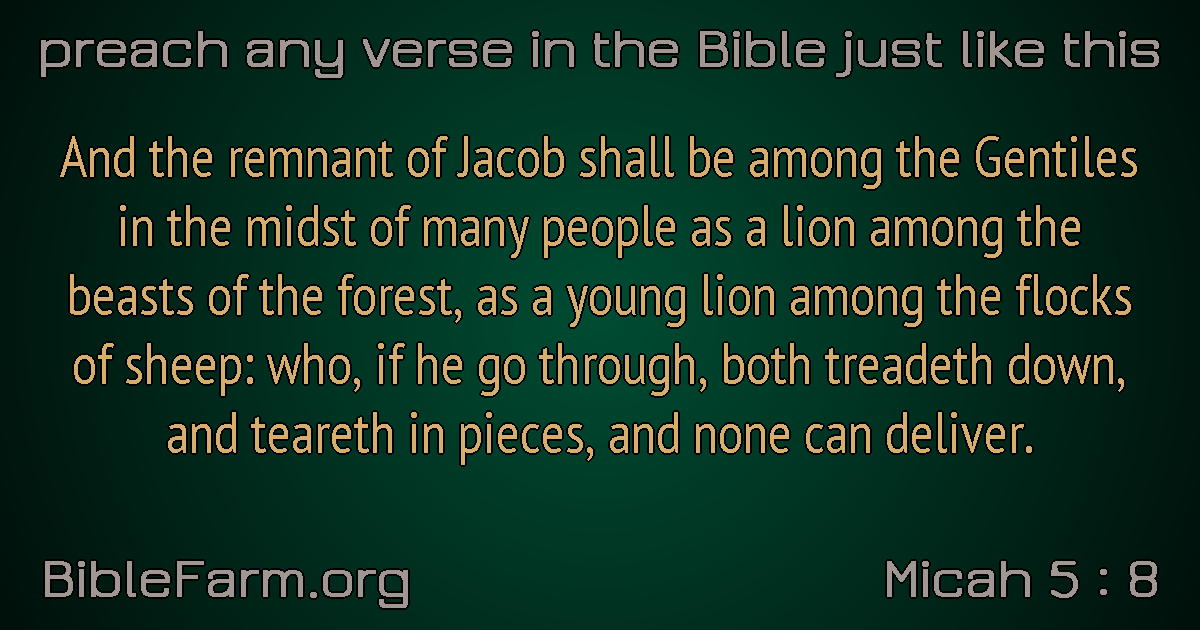 preach any verse in the Bible just like this
And the remnant of Jacob shall be among the Gentiles
in the midst of many people as a lion among the
beasts of the forest, as a young lion among the flocks
of sheep: who, if he go through, both treadeth down,
and teareth in pieces, and none can deliver.
BibleFarm.org
Micah 5 : 8